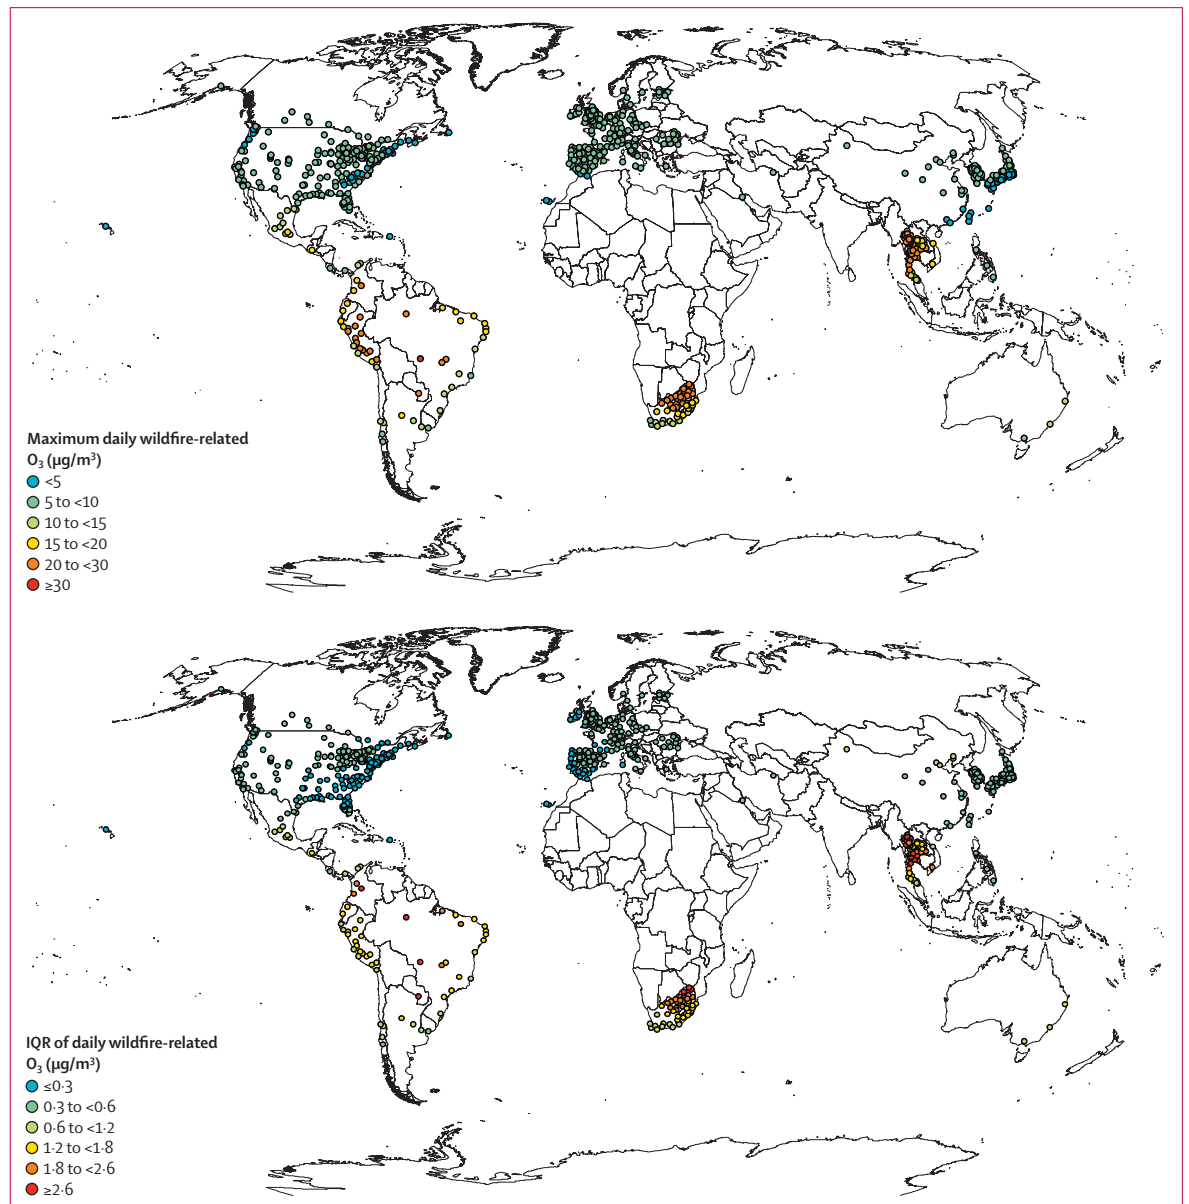 Maximum daily wildfire-related
O₃ (µg/m³)
<5
5 to <10
10 to <15
15 to <20
20 to <30
≥30
IQR of daily wildfire-related
O₃ (µg/m³)
≤0·3
0·3 to <0·6
0·6 to <1·2
1·2 to <1·8
1·8 to <2·6
≥2·6